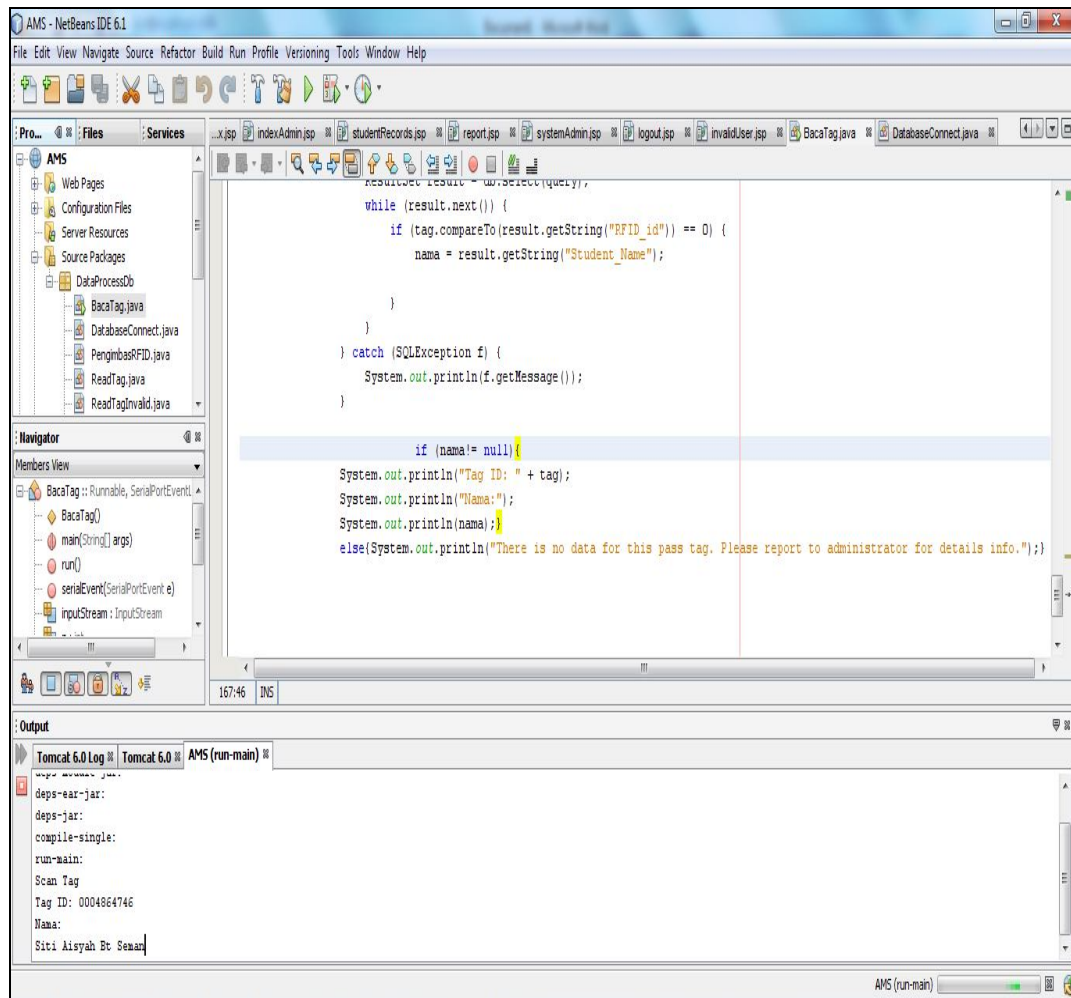 AMS - NetBeans IDE 6.1
File Edit View Navigate Source Refactor Build Run Profile Versioning Tools Window Help
Pro... Files Services
AMS
Web Pages
Configuration Files
Server Resources
Source Packages
DataProcessDb
BacaTag.java
DatabaseConnect.java
PengimbasRFID.java
ReadTag.java
ReadTagInvalid.java
Navigator
Members View
BacaTag :: Runnable, SerialPortEventL
BacaTag()
main(String[] args)
run()
serialEvent(SerialPortEvent e)
inputStream : InputStream
...x.jsp indexAdmin.jsp studentRecords.jsp report.jsp systemAdmin.jsp logout.jsp invalidUser.jsp BacaTag.java DatabaseConnect.java
ResultSet result = db.select(query);
while (result.next()) {
if (tag.compareTo(result.getString("RFID_id")) == 0) {
nama = result.getString("Student_Name");
}
}
} catch (SQLException f) {
System.out.println(f.getMessage());
}
if (nama!= null){
System.out.println("Tag ID: " + tag);
System.out.println("Nama:");
System.out.println(nama);}
else{System.out.println("There is no data for this pass tag. Please report to administrator for details info.");}
167:46 INS
Output
Tomcat 6.0 Log Tomcat 6.0 AMS (run-main)
deps-module-jar:
deps-ear-jar:
deps-jar:
compile-single:
run-main:
Scan Tag
Tag ID: 0004864746
Nama:
Siti Aisyah Bt Seman
AMS (run-main)